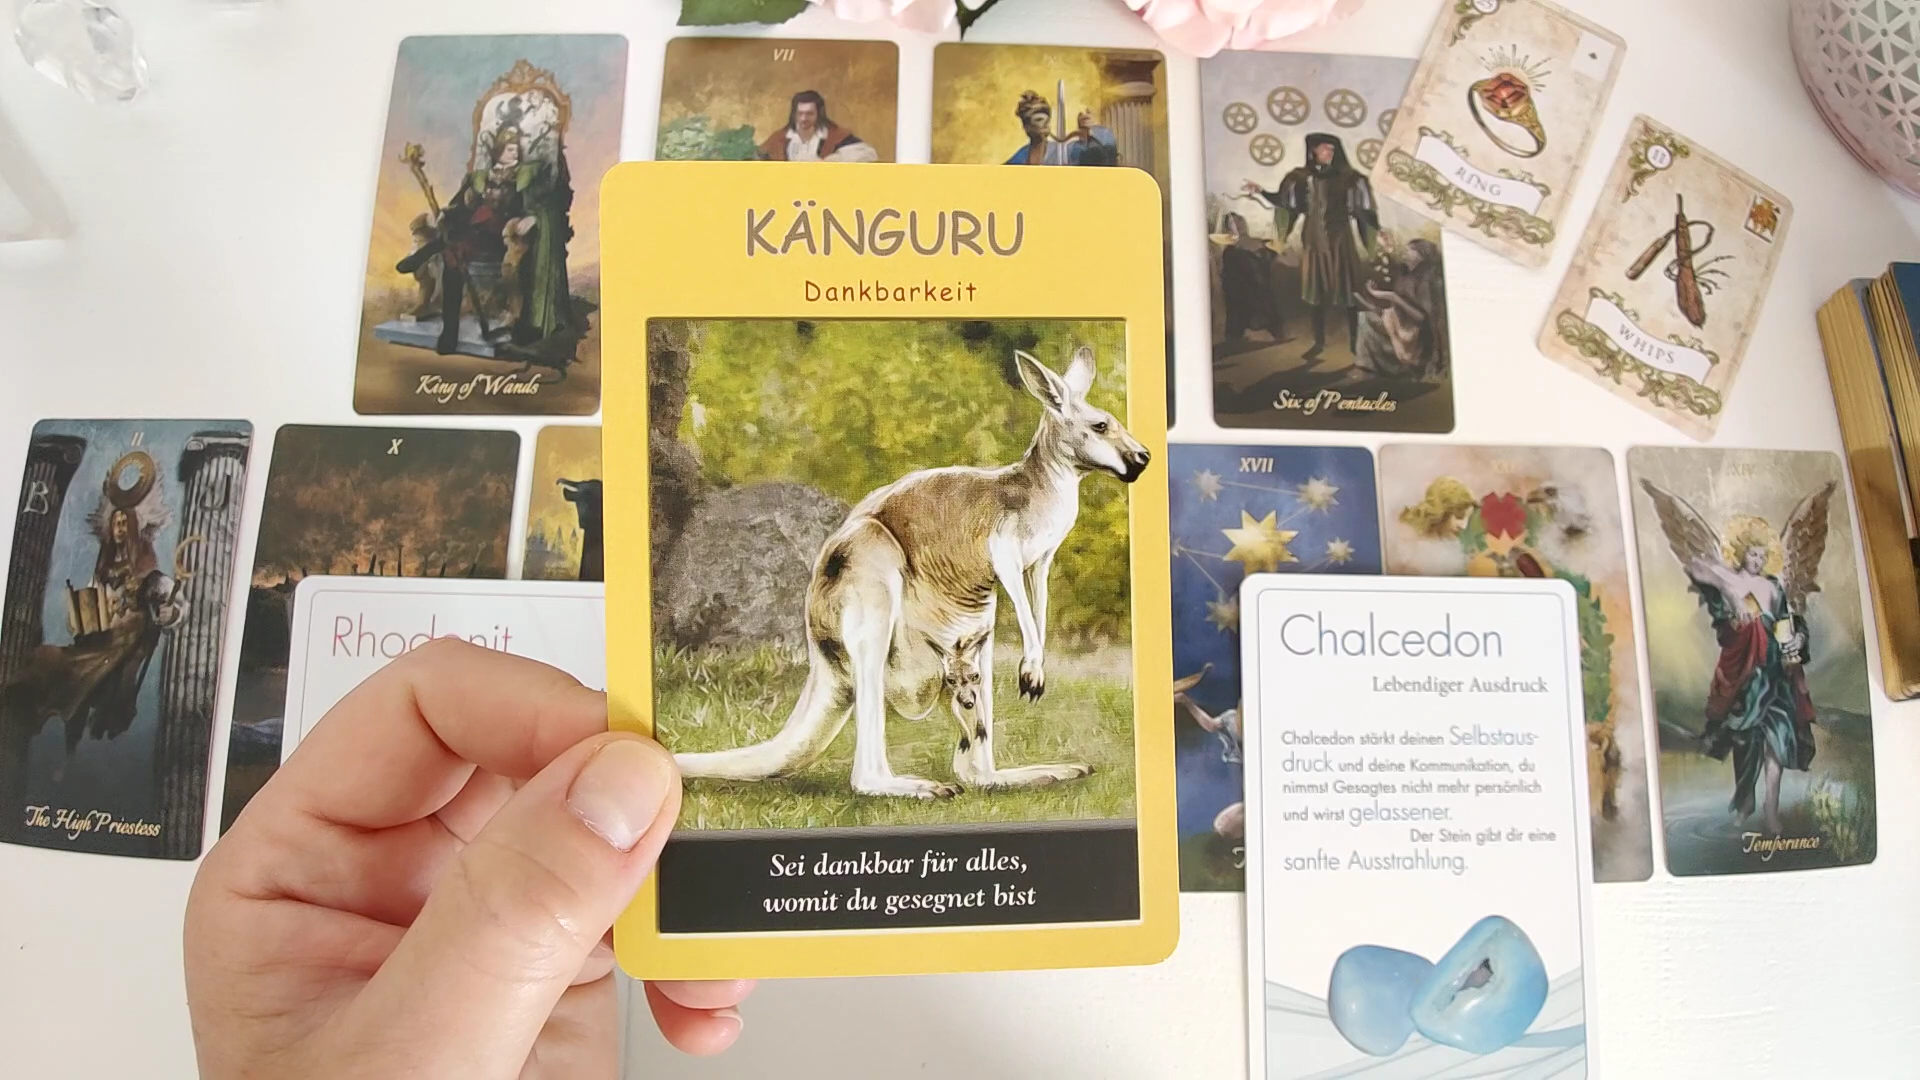 VII
RING
11
WHIPS
King of Wands
KÄNGURU
Dankbarkeit
Six of Pentacles
II
B
X
XVII
The High Priestess
Rhodonit
Sei dankbar für alles,
womit du gesegnet bist
Chalcedon
Lebendiger Ausdruck
Chalcedon stärkt deinen Selbstaus-
druck und deine Kommunikation, du
nimmst Gesagtes nicht mehr persönlich
und wirst gelassener.
Der Stein gibt dir eine
sanfte Ausstrahlung.
Temperance